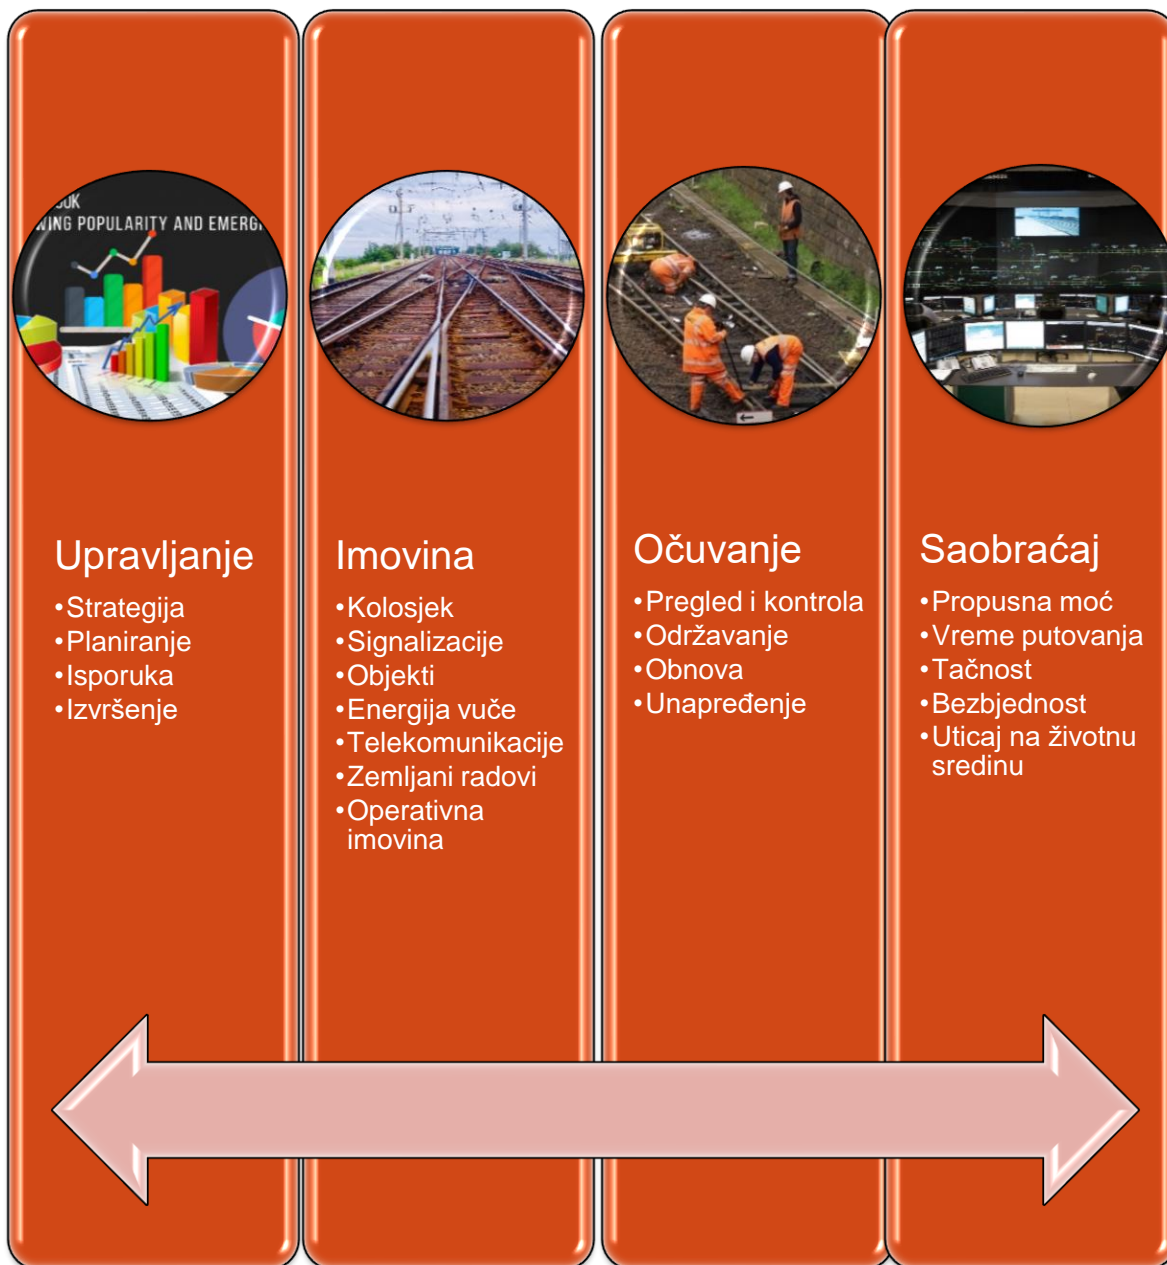 WING POPULARITY AND EMERG
Upravljanje
•Strategija
•Planiranje
•Isporuka
•Izvršenje
Imovina
•Kolosjek
•Signalizacije
•Objekti
•Energija vuče
•Telekomunikacije
•Zemljani radovi
•Operativna
imovina
Očuvanje
•Pregled i kontrola
•Održavanje
•Obnova
•Unapređenje
Saobraćaj
•Propusna moć
•Vreme putovanja
•Tačnost
•Bezbjednost
•Uticaj na životnu
sredinu